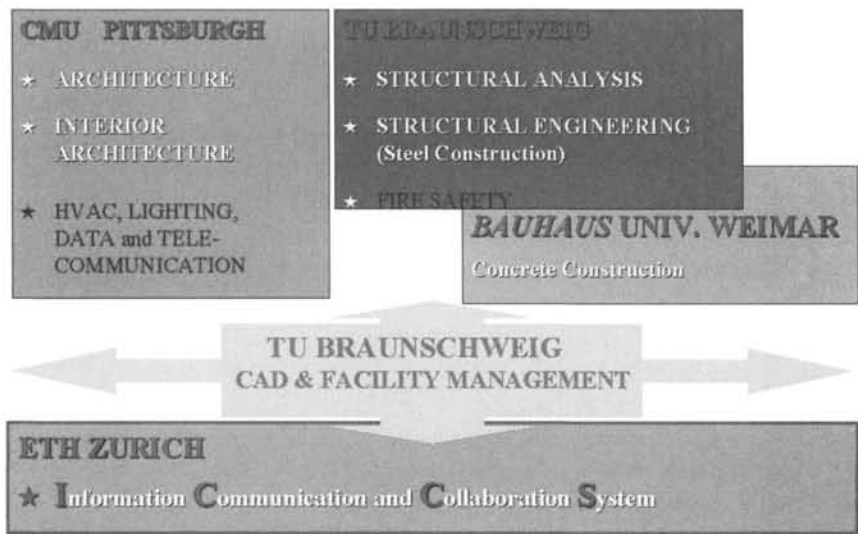 CMU PITTSBURGH
★ ARCHITECTURE
★ INTERIOR
ARCHITECTURE
★ HVAC, LIGHTING,
DATA and TELE-
COMMUNICATION
TU BRAUNSCHWEIG
★ STRUCTURAL ANALYSIS
★ STRUCTURAL ENGINEERING
(Steel Construction)
★ FIRE SAFETY
BAUHAUS UNIV. WEIMAR
Concrete Construction
TU BRAUNSCHWEIG
CAD & FACILITY MANAGEMENT
ETH ZURICH
★ Information Communication and Collaboration System